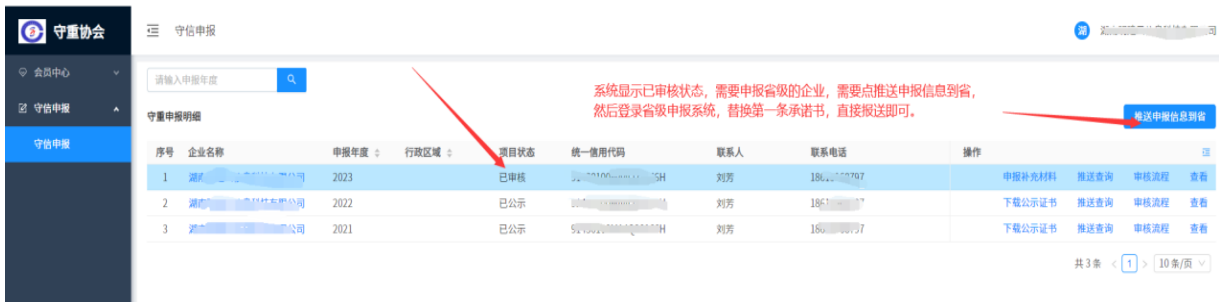 守重协会
守信申报
湖
会员中心
守信申报
守信申报
请输入申报年度
系统显示已审核状态，需要申报省级的企业，需要点推送申报信息到省，
然后登录省级申报系统，替换第一条承诺书，直接报送即可。
守重申报明细
推送申报信息到省
序号 企业名称 申报年度 行政区域 项目状态 统一信用代码 联系人 联系电话 操作
1 公司 2023 已审核 刘芳 申报补充材料 推送查询 审核流程 查看
2 2022 已公示 刘芳 下载公示证书 推送查询 审核流程 查看
3 公司 2021 已公示 刘芳 下载公示证书 推送查询 审核流程 查看
共3条 < 1 > 10条/页